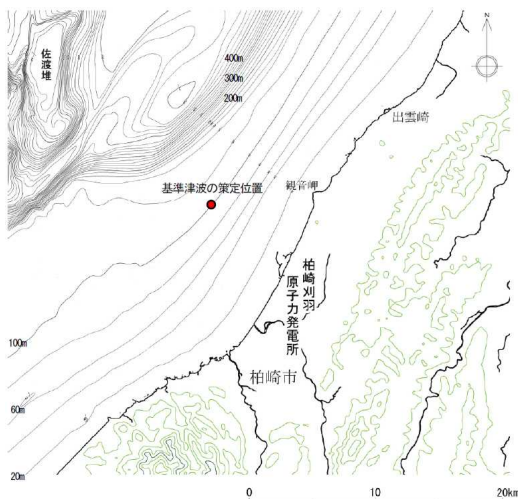 N
佐渡堆
400m
300m
200m
出雲崎
基準津波の策定位置
観音岬
柏崎刈羽
原子力発電所
100m
柏崎市
60m
20m
0 10 20km